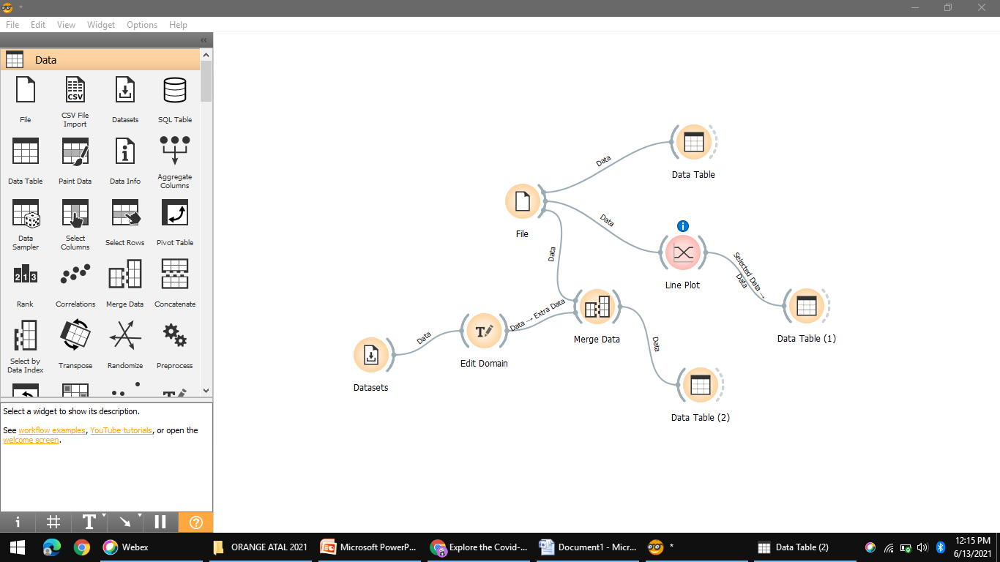 *
File Edit View Widget Options Help
«
Data
File
CSV
CSV File
Import
Datasets
SQL Table
Data Table
Paint Data
Data Info
Aggregate
Columns
Data
Sampler
Select
Columns
Select Rows
Pivot Table
2 1 3
Rank
Correlations
Merge Data
Concatenate
Select by
Data Index
Transpose
Randomize
Preprocess
Select a widget to show its description.
See workflow examples, YouTube tutorials, or open the
welcome screen.
Data
Data Table
File
Data
i
Line Plot
Data
Selected Data →
Data
Data Table (1)
Datasets
Data
T
Edit Domain
Data → Extra Data
Merge Data
Data
Data Table (2)
i
#
T
?
Webex
ORANGE ATAL 2021
Microsoft PowerP...
Explore the Covid-...
Document1 - Micr...
*
Data Table (2)
12:15 PM
6/13/2021